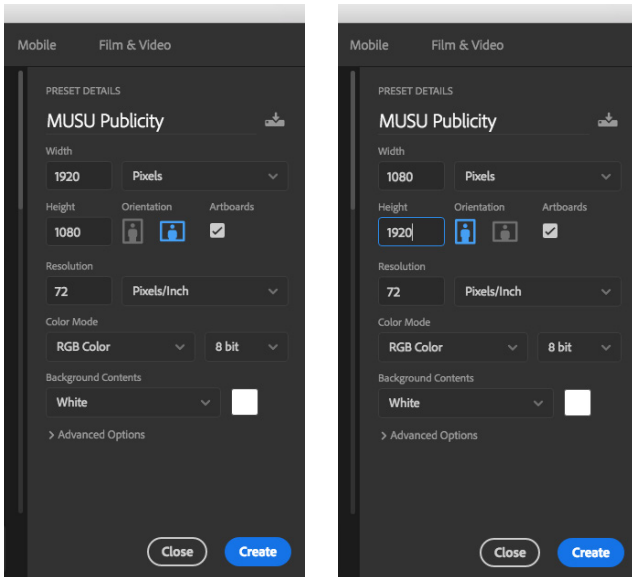 Mobile Film & Video
PRESET DETAILS
MUSU Publicity
Width
1920 Pixels
Height Orientation Artboards
1080
Resolution
72 Pixels/Inch
Color Mode
RGB Color 8 bit
Background Contents
White
> Advanced Options
Close Create
Mobile Film & Video
PRESET DETAILS
MUSU Publicity
Width
1080 Pixels
Height Orientation Artboards
1920
Resolution
72 Pixels/Inch
Color Mode
RGB Color 8 bit
Background Contents
White
> Advanced Options
Close Create